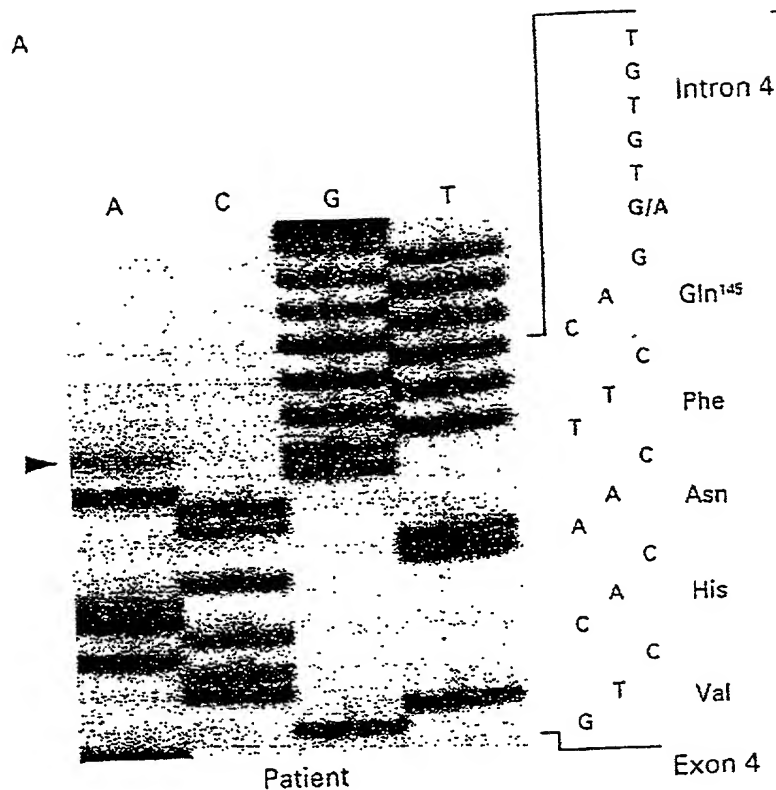 A
T
G
T
Intron 4
G
T
A C G T G/A
G
A Gln¹⁴⁵
C
C
T Phe
T
C
A Asn
A
C
A His
C
C
T Val
G
Exon 4
Patient